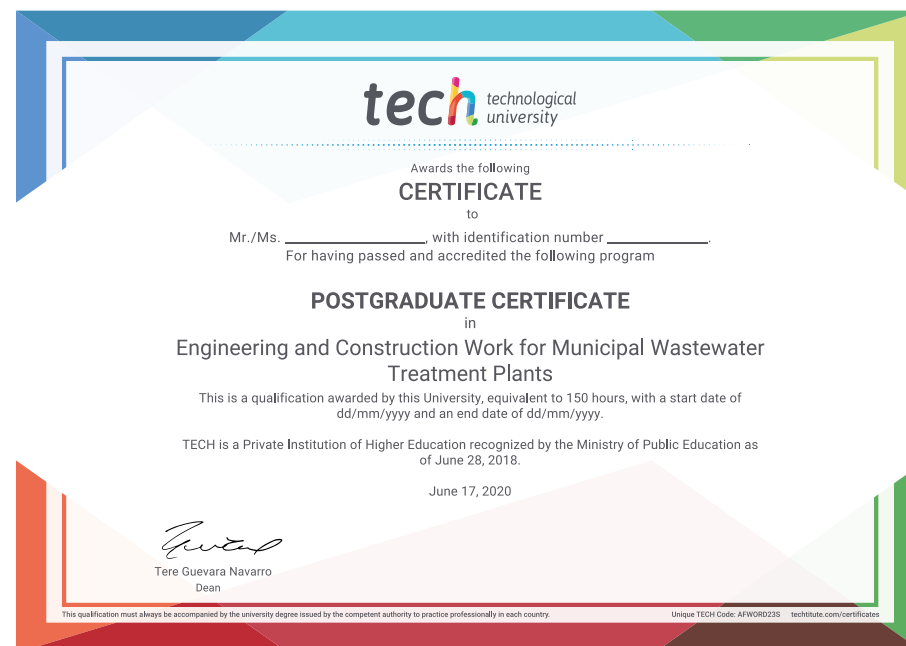 tech technological
university
Awards the following
CERTIFICATE
to
Mr./Ms. ____________________, with identification number ______________.
For having passed and accredited the following program
POSTGRADUATE CERTIFICATE
in
Engineering and Construction Work for Municipal Wastewater
Treatment Plants
This is a qualification awarded by this University, equivalent to 150 hours, with a start date of
dd/mm/yyyy and an end date of dd/mm/yyyy.
TECH is a Private Institution of Higher Education recognized by the Ministry of Public Education as
of June 28, 2018.
June 17, 2020
Tere Guevara Navarro
Dean
This qualification must always be accompanied by the university degree issued by the competent authority to practice professionally in each country.
Unique TECH Code: AFWORD23S techtitute.com/certificates